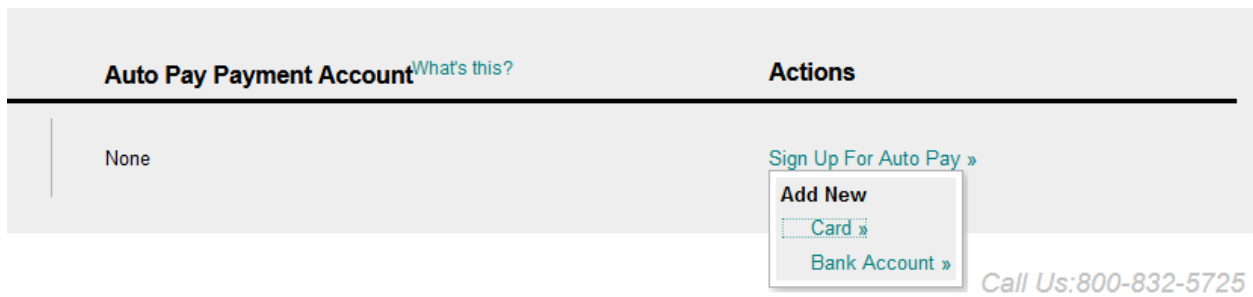 Auto Pay Payment Account What's this? Actions
None Sign Up For Auto Pay »
Add New
Card »
Bank Account »
Call Us:800-832-5725